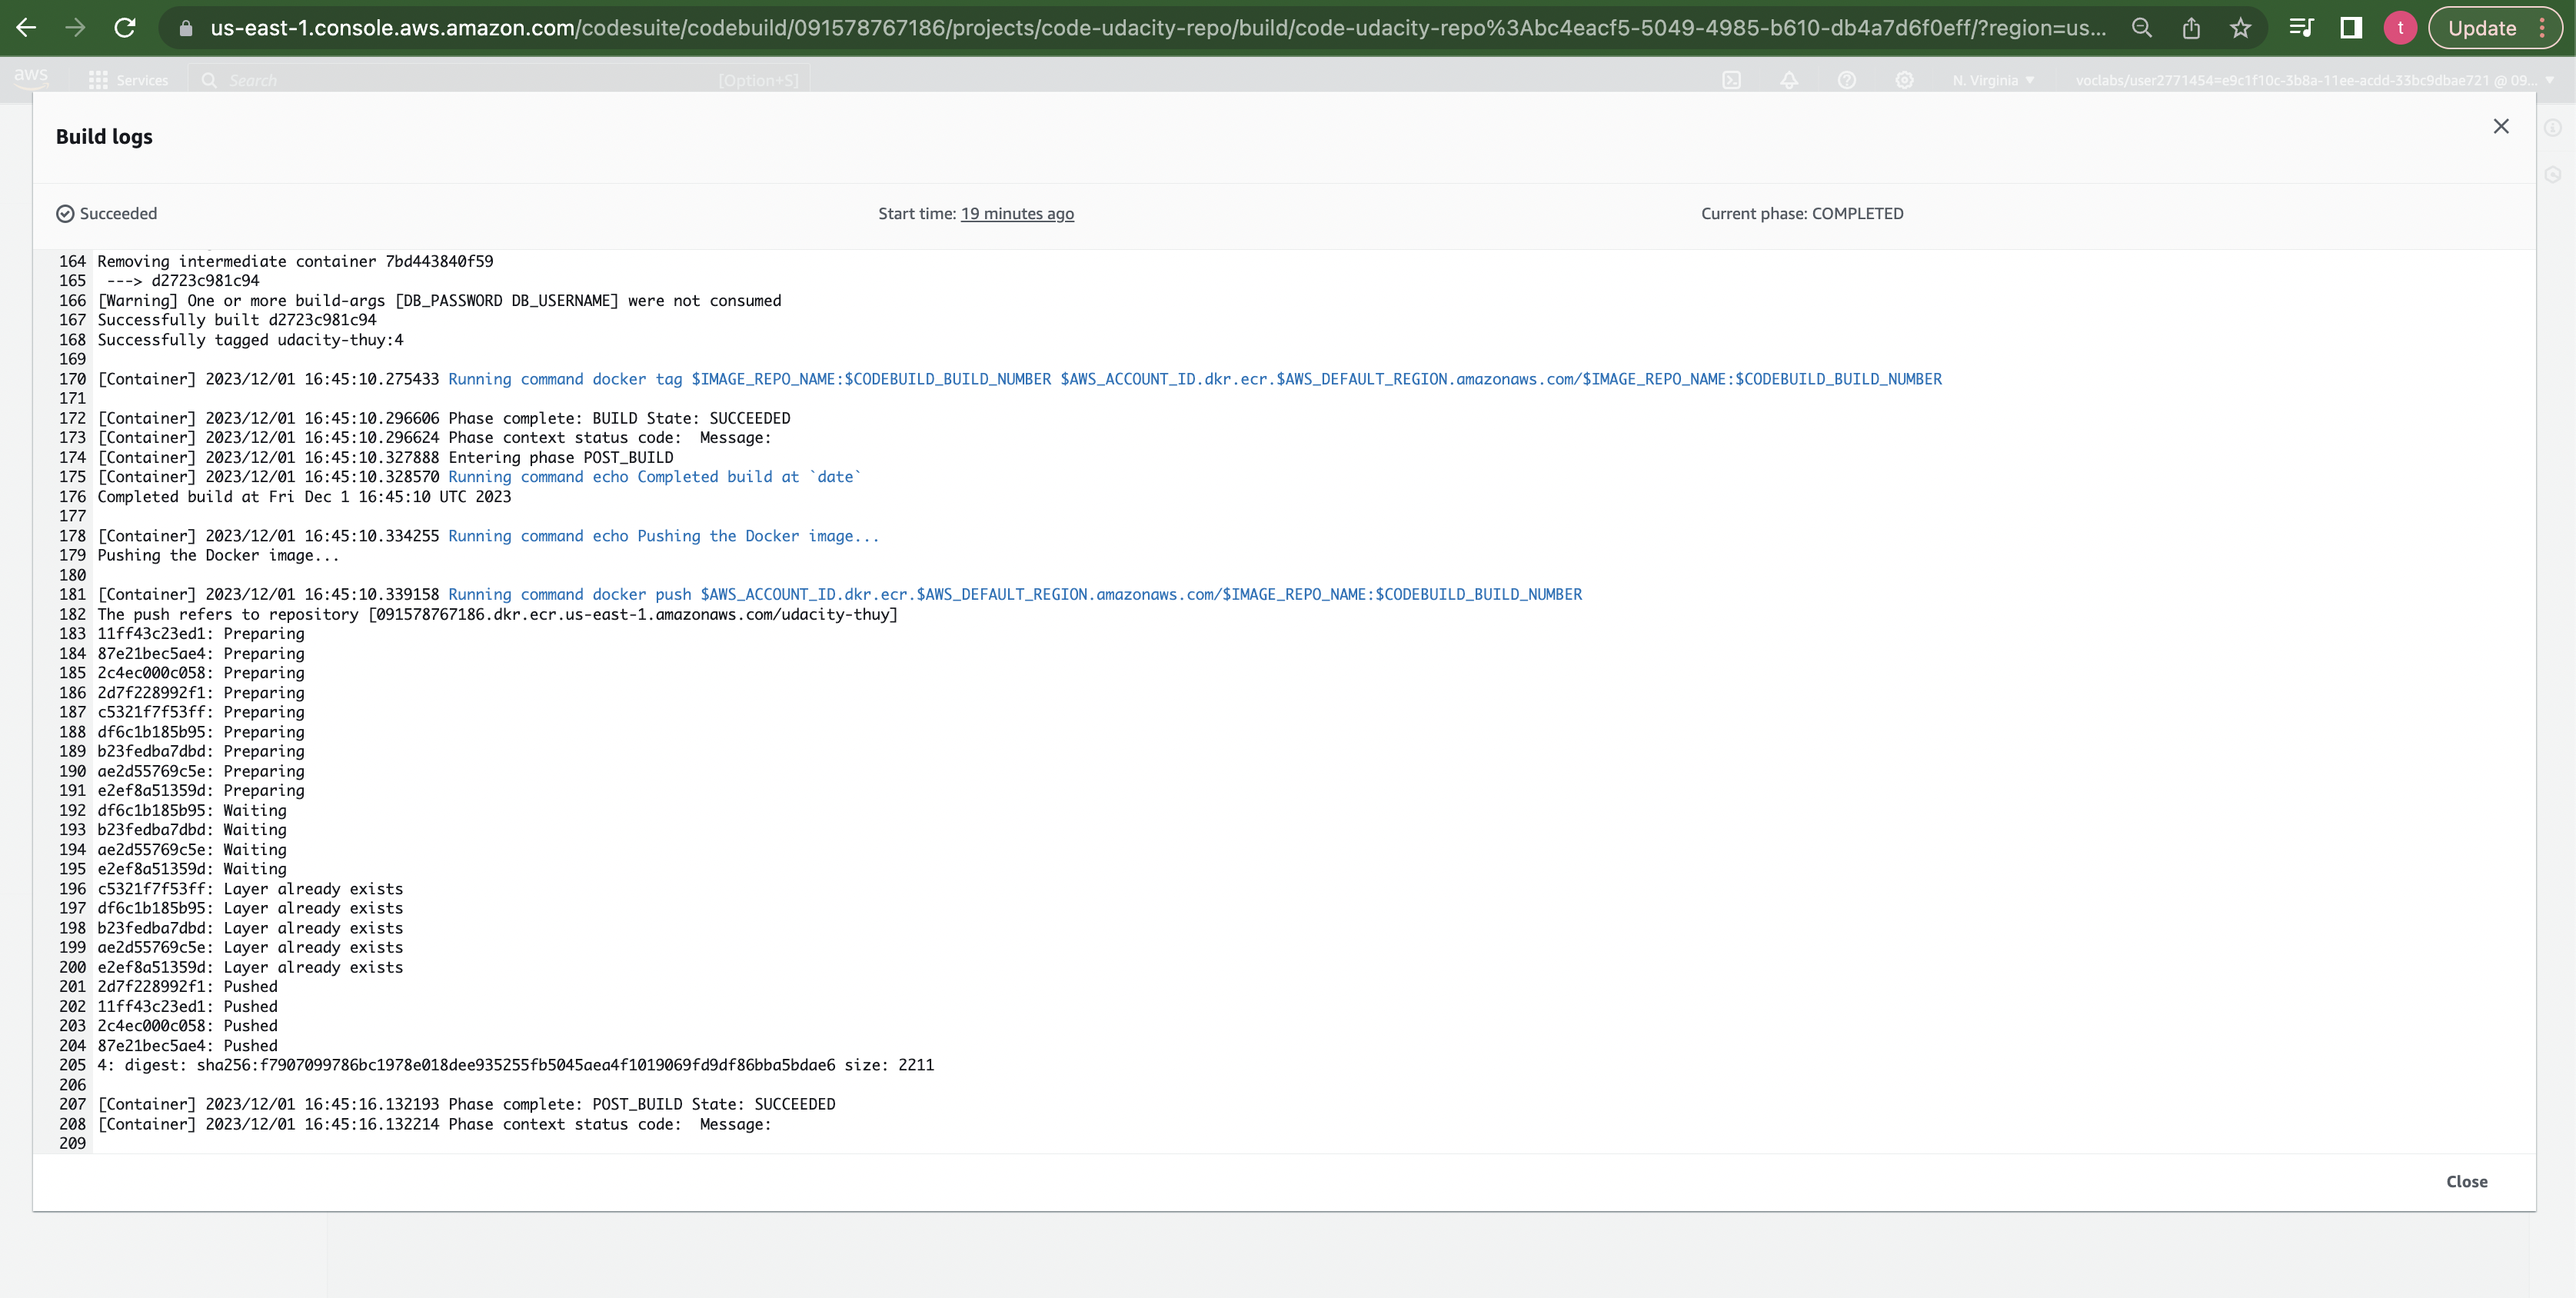 us-east-1.console.aws.amazon.com/codesuite/codebuild/091578767186/projects/code-udacity-repo/build/code-udacity-repo%3Abc4eacf5-5049-4985-b610-db4a7d6f0eff/?region=us...
t
Update
aws
Services
Search
[Option+S]
N. Virginia
voclabs/user2771454=e9c1f10c-3b8a-11ee-acdd-33bc9dbae721 @ 09...
Build logs
Succeeded
Start time: 19 minutes ago
Current phase: COMPLETED
164 Removing intermediate container 7bd443840f59
165 ---> d2723c981c94
166 [Warning] One or more build-args [DB_PASSWORD DB_USERNAME] were not consumed
167 Successfully built d2723c981c94
168 Successfully tagged udacity-thuy:4
169
170 [Container] 2023/12/01 16:45:10.275433 Running command docker tag $IMAGE_REPO_NAME:$CODEBUILD_BUILD_NUMBER $AWS_ACCOUNT_ID.dkr.ecr.$AWS_DEFAULT_REGION.amazonaws.com/$IMAGE_REPO_NAME:$CODEBUILD_BUILD_NUMBER
171
172 [Container] 2023/12/01 16:45:10.296606 Phase complete: BUILD State: SUCCEEDED
173 [Container] 2023/12/01 16:45:10.296624 Phase context status code:  Message:
174 [Container] 2023/12/01 16:45:10.327888 Entering phase POST_BUILD
175 [Container] 2023/12/01 16:45:10.328570 Running command echo Completed build at `date`
176 Completed build at Fri Dec 1 16:45:10 UTC 2023
177
178 [Container] 2023/12/01 16:45:10.334255 Running command echo Pushing the Docker image...
179 Pushing the Docker image...
180
181 [Container] 2023/12/01 16:45:10.339158 Running command docker push $AWS_ACCOUNT_ID.dkr.ecr.$AWS_DEFAULT_REGION.amazonaws.com/$IMAGE_REPO_NAME:$CODEBUILD_BUILD_NUMBER
182 The push refers to repository [091578767186.dkr.ecr.us-east-1.amazonaws.com/udacity-thuy]
183 11ff43c23ed1: Preparing
184 87e21bec5ae4: Preparing
185 2c4ec000c058: Preparing
186 2d7f228992f1: Preparing
187 c5321f7f53ff: Preparing
188 df6c1b185b95: Preparing
189 b23fedba7dbd: Preparing
190 ae2d55769c5e: Preparing
191 e2ef8a51359d: Preparing
192 df6c1b185b95: Waiting
193 b23fedba7dbd: Waiting
194 ae2d55769c5e: Waiting
195 e2ef8a51359d: Waiting
196 c5321f7f53ff: Layer already exists
197 df6c1b185b95: Layer already exists
198 b23fedba7dbd: Layer already exists
199 ae2d55769c5e: Layer already exists
200 e2ef8a51359d: Layer already exists
201 2d7f228992f1: Pushed
202 11ff43c23ed1: Pushed
203 2c4ec000c058: Pushed
204 87e21bec5ae4: Pushed
205 4: digest: sha256:f7907099786bc1978e018dee935255fb5045aea4f1019069fd9df86bba5bdae6 size: 2211
206
207 [Container] 2023/12/01 16:45:16.132193 Phase complete: POST_BUILD State: SUCCEEDED
208 [Container] 2023/12/01 16:45:16.132214 Phase context status code:  Message:
209
Close